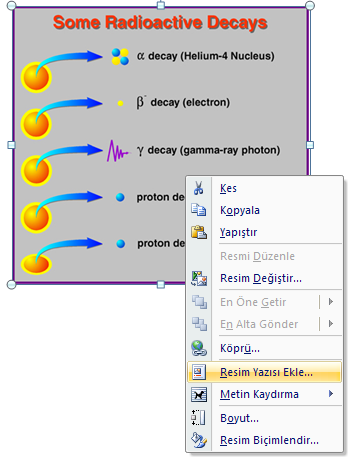 Some Radioactive Decays
α decay (Helium-4 Nucleus)
β⁻ decay (electron)
γ decay (gamma-ray photon)
proton de
proton de
Kes
Kopyala
Yapıştır
Resmi Düzenle
Resim Değiştir...
En Öne Getir
En Alta Gönder
Köprü...
Resim Yazısı Ekle...
Metin Kaydırma
Boyut...
Resim Biçimlendir...